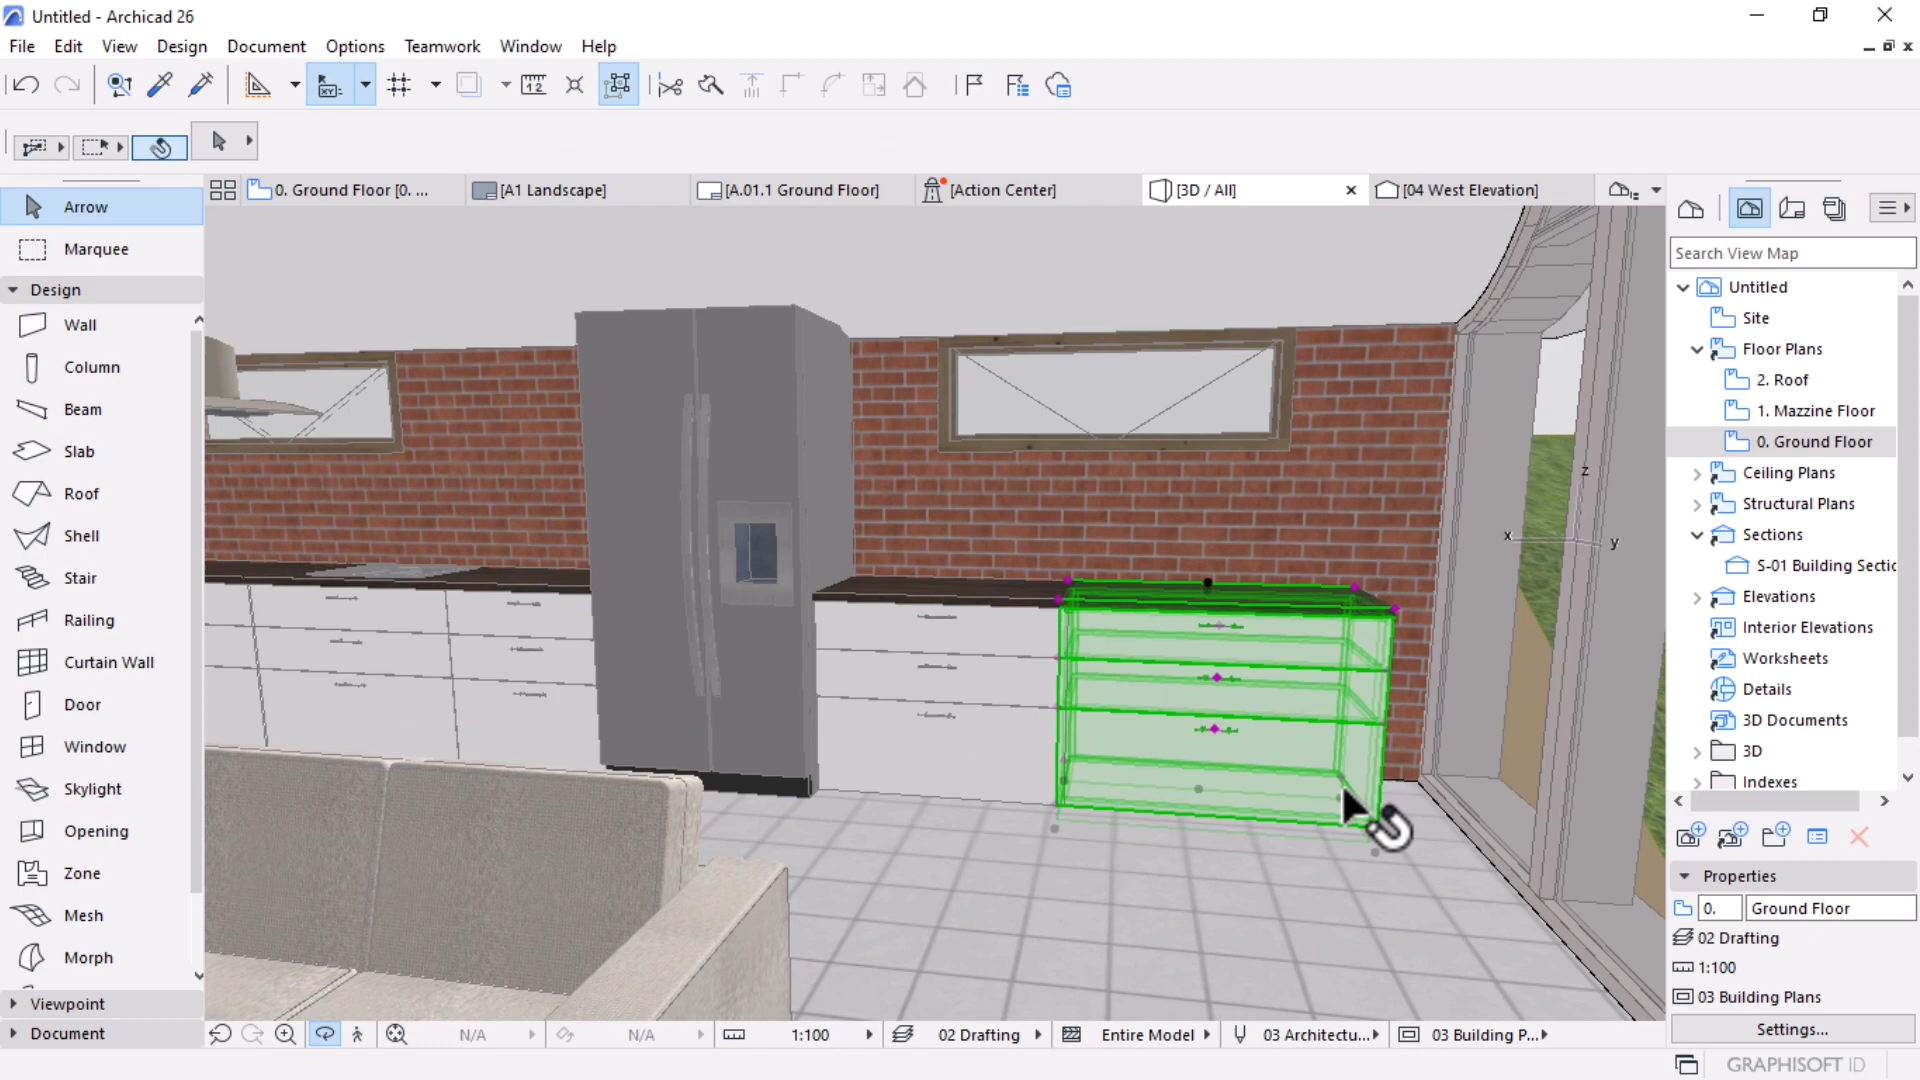 Untitled - Archicad 26
File Edit View Design Document Options Teamwork Window Help
0. Ground Floor [0. ...
[A1 Landscape]
[A.01.1 Ground Floor]
[Action Center]
[3D / All]
[04 West Elevation]
Arrow
Marquee
Design
Wall
Column
Beam
Slab
Roof
Shell
Stair
Railing
Curtain Wall
Door
Window
Skylight
Opening
Zone
Mesh
Morph
Viewpoint
Document
z
x
y
Search View Map
Untitled
Site
Floor Plans
2. Roof
1. Mazzine Floor
0. Ground Floor
Ceiling Plans
Structural Plans
Sections
S-01 Building Sectic
Elevations
Interior Elevations
Worksheets
Details
3D Documents
3D
Indexes
Properties
0. Ground Floor
02 Drafting
1:100
03 Building Plans
Settings...
N/A N/A 1:100 02 Drafting Entire Model 03 Architectu... 03 Building P...
GRAPHISOFT ID